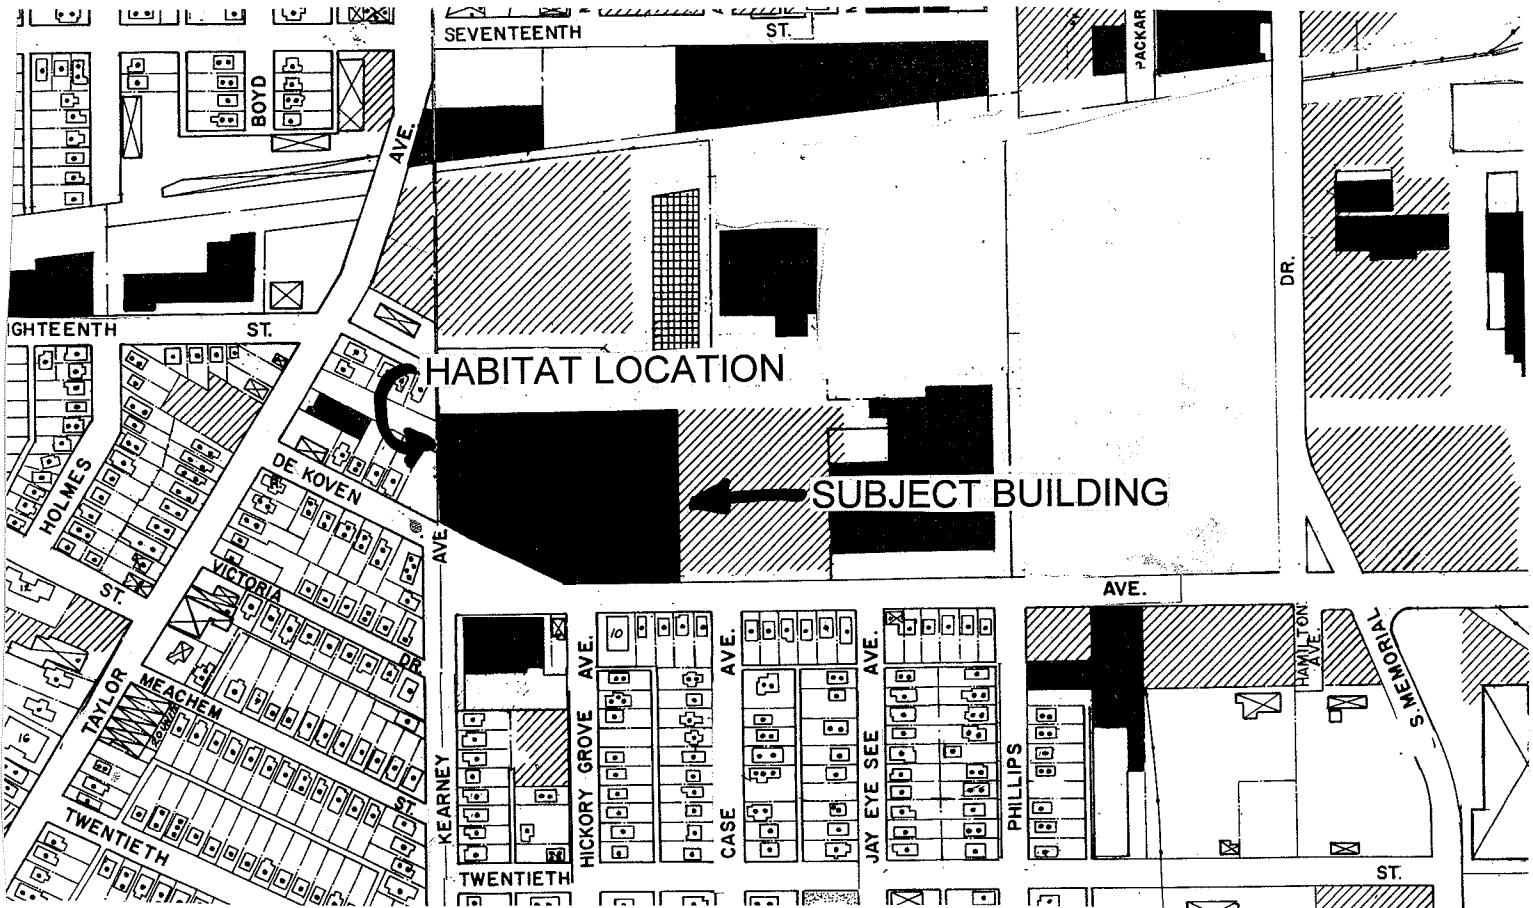 SEVENTEENTH ST.
PACKAR
BOYD
AVE.
DR.
IGHTEENTH ST.
HABITAT LOCATION
HOLMES
DE KOVEN
AVE.
SUBJECT BUILDING
ST.
VICTORIA
DR.
AVE.
HAMILTON AVE.
S. MEMORIAL
10
AVE.
AVE.
AVE.
TAYLOR
MEACHEM
ST.
16
KEARNEY
HICKORY GROVE
CASE
JAY EYE SEE
PHILLIPS
TWENTIETH
TWENTIETH
ST.